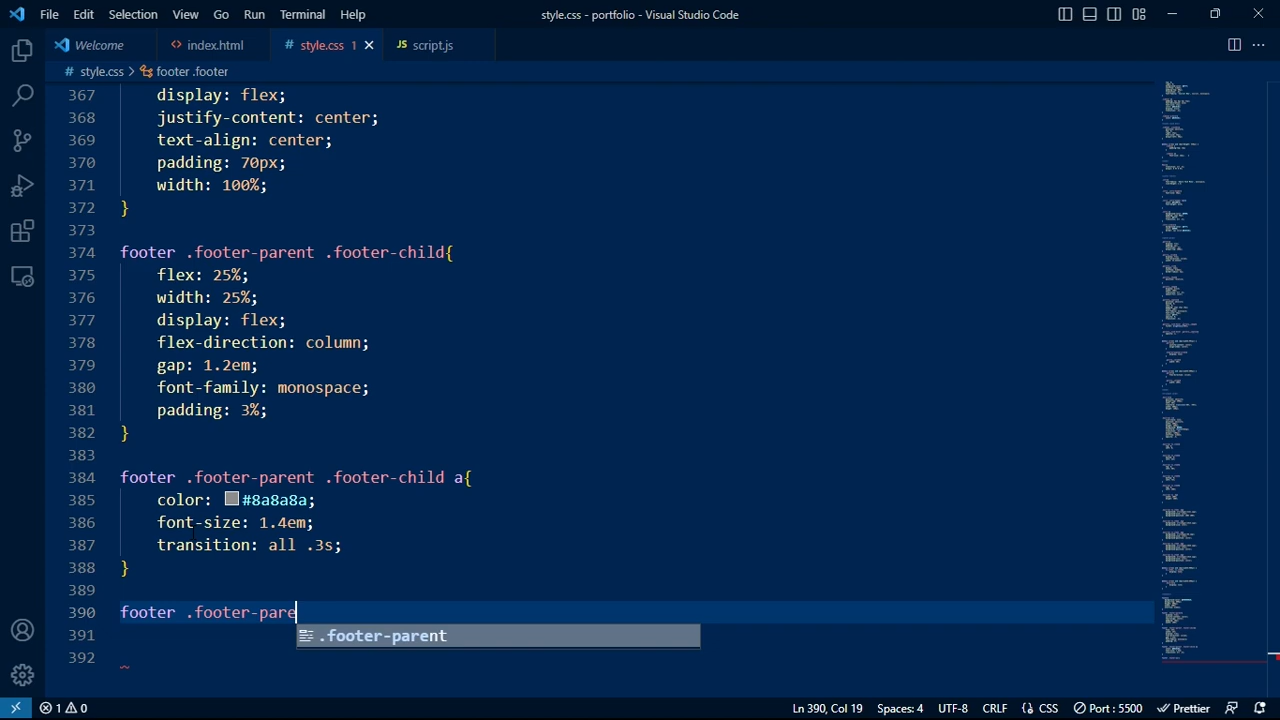 File Edit Selection View Go Run Terminal Help style.css - portfolio - Visual Studio Code
Welcome index.html # style.css 1 JS script.js
# style.css > footer .footer
367 display: flex;
368 justify-content: center;
369 text-align: center;
370 padding: 70px;
371 width: 100%;
372 }
373
374 footer .footer-parent .footer-child{
375 flex: 25%;
376 width: 25%;
377 display: flex;
378 flex-direction: column;
379 gap: 1.2em;
380 font-family: monospace;
381 padding: 3%;
382 }
383
384 footer .footer-parent .footer-child a{
385 color: #8a8a8a;
386 font-size: 1.4em;
387 transition: all .3s;
388 }
389
390 footer .footer-pare
391 .footer-parent
392
1 0 Ln 390, Col 19 Spaces: 4 UTF-8 CRLF CSS Port : 5500 Prettier